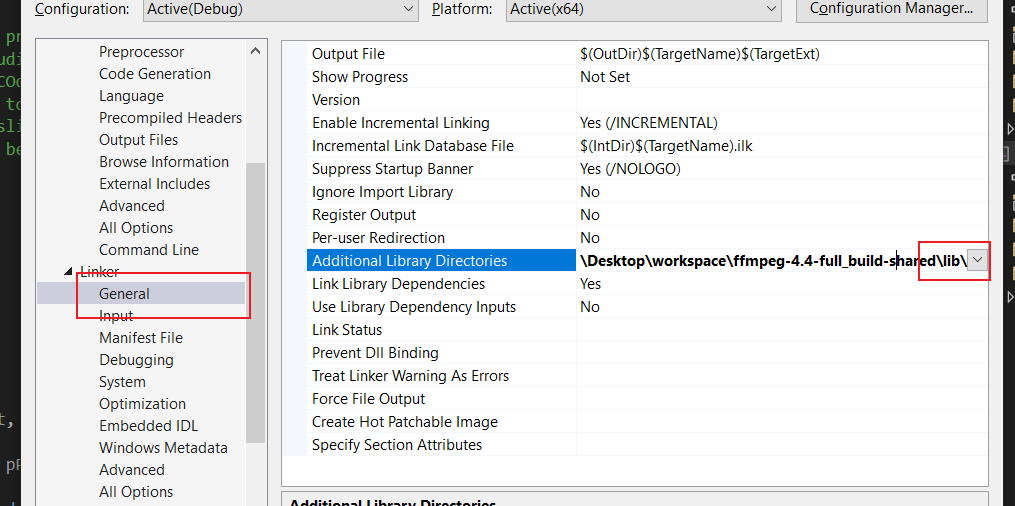 Configuration: Active(Debug) Platform: Active(x64) Configuration Manager...
Preprocessor
Code Generation
Language
Precompiled Headers
Output Files
Browse Information
External Includes
Advanced
All Options
Command Line
Linker
General
Input
Manifest File
Debugging
System
Optimization
Embedded IDL
Windows Metadata
Advanced
All Options
Output File $(OutDir)$(TargetName)$(TargetExt)
Show Progress Not Set
Version
Enable Incremental Linking Yes (/INCREMENTAL)
Incremental Link Database File $(IntDir)$(TargetName).ilk
Suppress Startup Banner Yes (/NOLOGO)
Ignore Import Library No
Register Output No
Per-user Redirection No
Additional Library Directories \Desktop\workspace\ffmpeg-4.4-full_build-shared\lib\
Link Library Dependencies Yes
Use Library Dependency Inputs No
Link Status
Prevent Dll Binding
Treat Linker Warning As Errors
Force File Output
Create Hot Patchable Image
Specify Section Attributes
Additional Library Directories